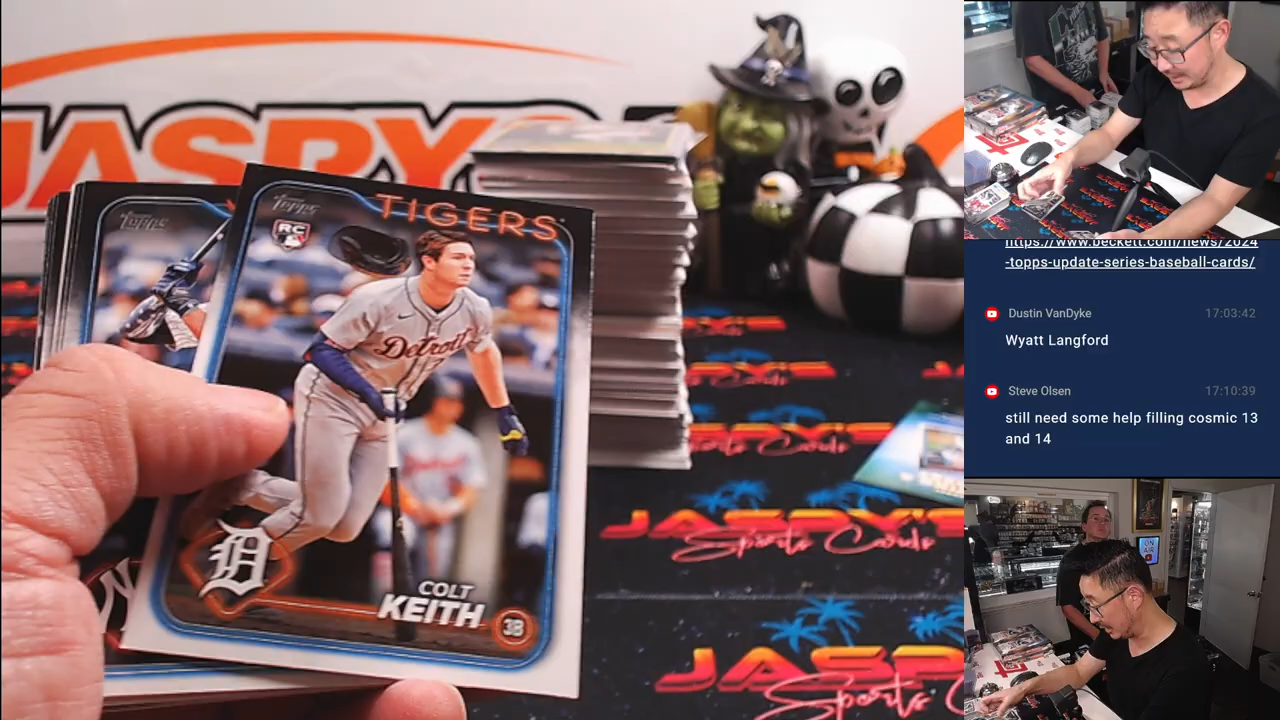 JASPY'S
Topps
Topps
RC
TIGERS
Detroit
D
COLT
KEITH
3B
JASPY'S
Sports Cards
JASPY'S
Sports C
https://www.beckett.com/news/2024
-topps-update-series-baseball-cards/
Dustin VanDyke
17:03:42
Wyatt Langford
Steve Olsen
17:10:39
still need some help filling cosmic 13
and 14
ON
AIR